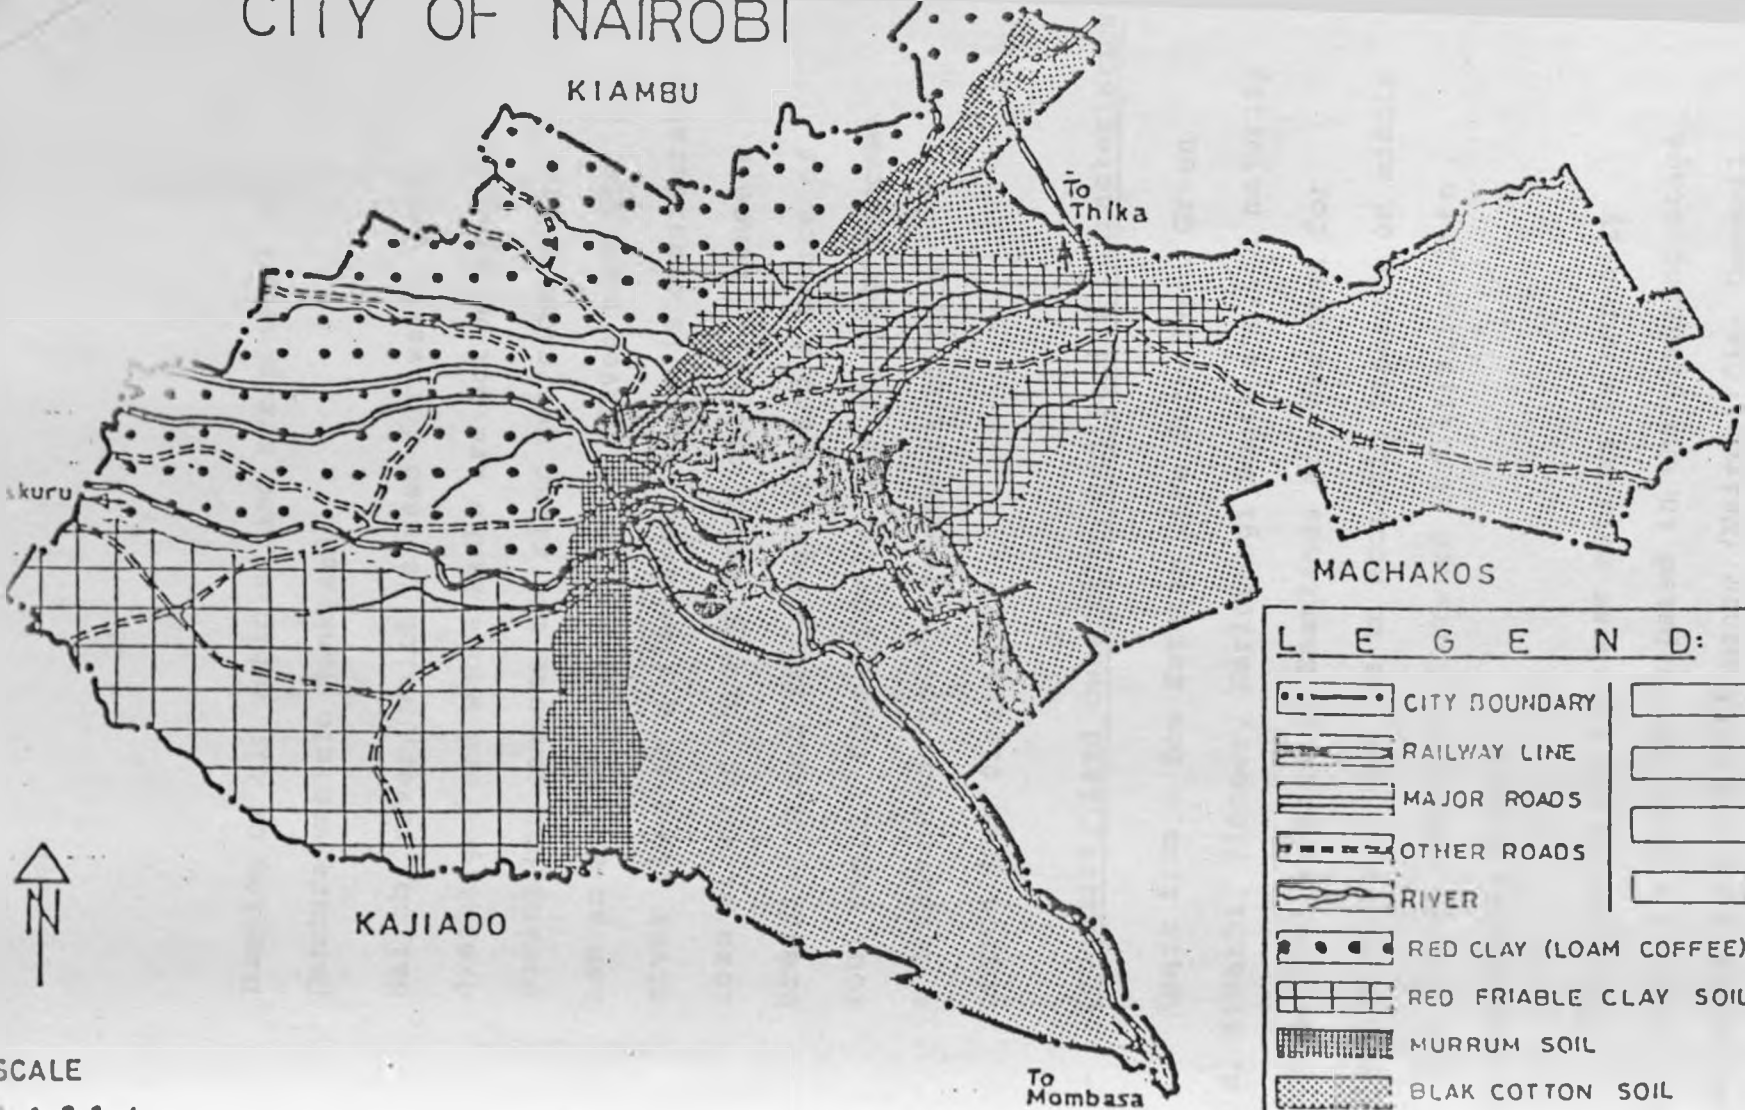 CITY OF NAIROBI
KIAMBU
To
Thika
kuru
MACHAKOS
KAJIADO
N
To
Mombasa
SCALE
L E G E N D:
CITY BOUNDARY
RAILWAY LINE
MAJOR ROADS
OTHER ROADS
RIVER
RED CLAY (LOAM COFFEE)
RED FRIABLE CLAY SOIL
MURRUM SOIL
BLAK COTTON SOIL